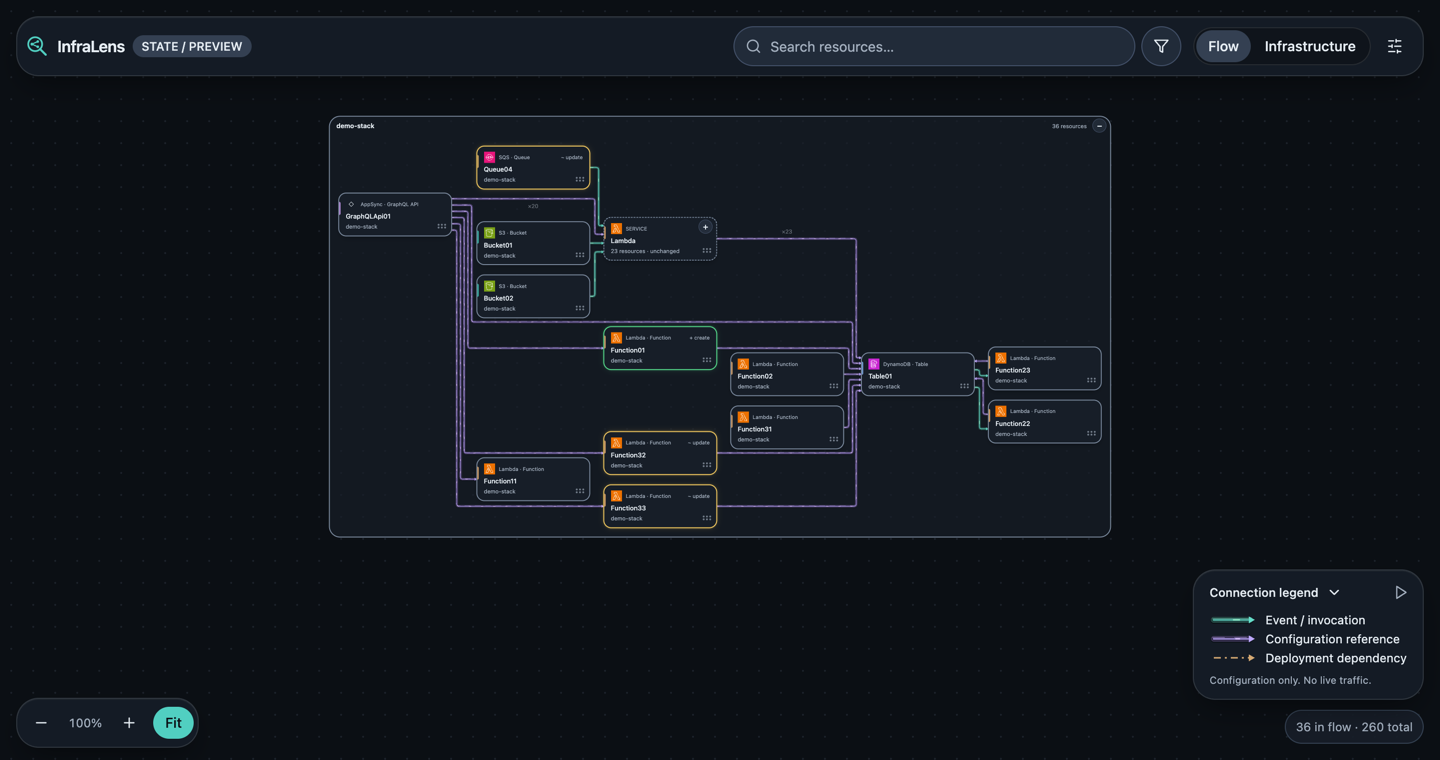 InfraLens
STATE / PREVIEW
Search resources...
Flow
Infrastructure
demo-stack
36 resources
SQS · Queue
~ update
Queue04
demo-stack
AppSync · GraphQL API
GraphQLApi01
demo-stack
×20
S3 · Bucket
Bucket01
demo-stack
SERVICE
Lambda
23 resources · unchanged
×23
S3 · Bucket
Bucket02
demo-stack
Lambda · Function
+ create
Function01
demo-stack
Lambda · Function
Function02
demo-stack
DynamoDB · Table
Table01
demo-stack
Lambda · Function
Function23
demo-stack
Lambda · Function
Function31
demo-stack
Lambda · Function
Function22
demo-stack
Lambda · Function
~ update
Function32
demo-stack
Lambda · Function
Function11
demo-stack
Lambda · Function
~ update
Function33
demo-stack
Connection legend
Event / invocation
Configuration reference
Deployment dependency
Configuration only. No live traffic.
100%
Fit
36 in flow · 260 total